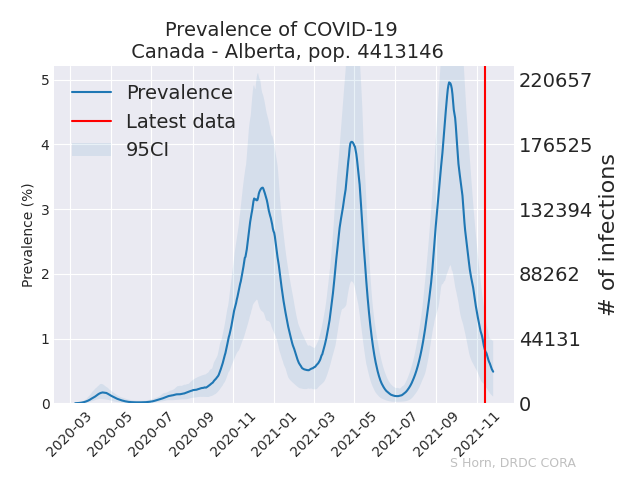 Prevalence of COVID-19
Canada - Alberta, pop. 4413146
Prevalence
Latest data
95CI
Prevalence (%)
5
4
3
2
1
0
220657
176525
132394
88262
44131
0
# of infections
2020-03
2020-05
2020-07
2020-09
2020-11
2021-01
2021-03
2021-05
2021-07
2021-09
2021-11
S Horn, DRDC CORA